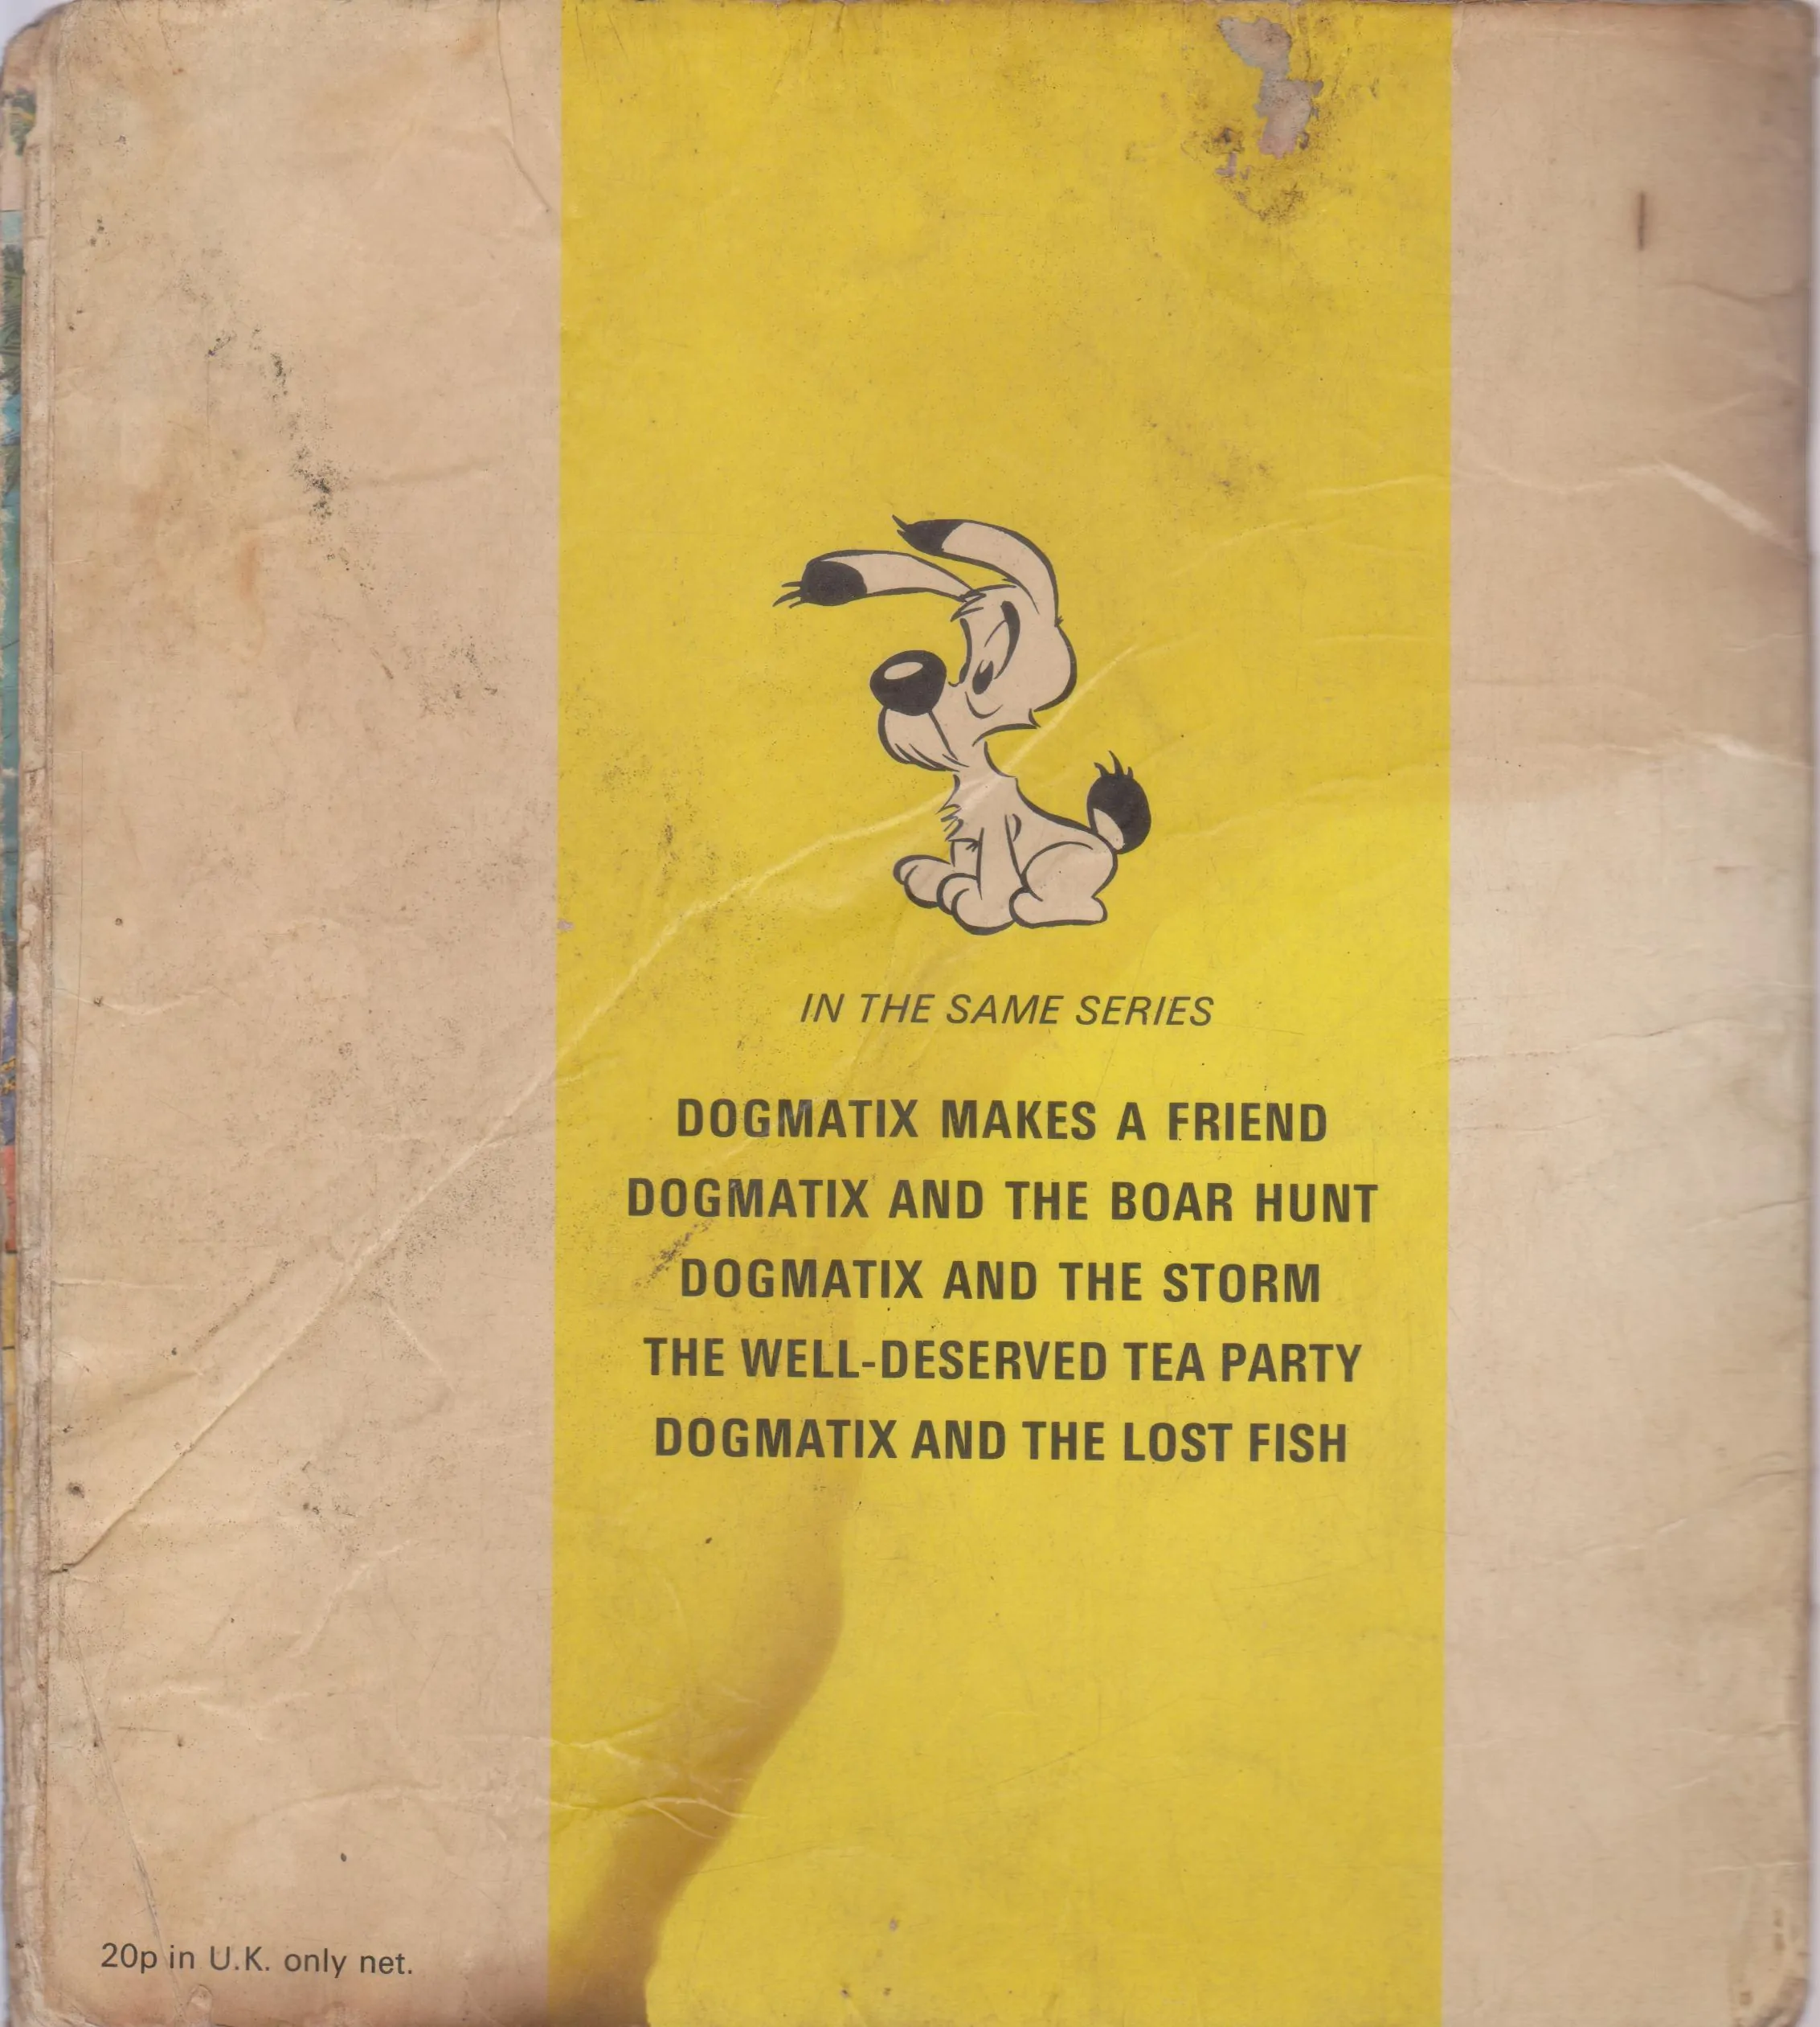 IN THE SAME SERIES
DOGMATIX MAKES A FRIEND
DOGMATIX AND THE BOAR HUNT
DOGMATIX AND THE STORM
THE WELL-DESERVED TEA PARTY
DOGMATIX AND THE LOST FISH
20p in U.K. only net.